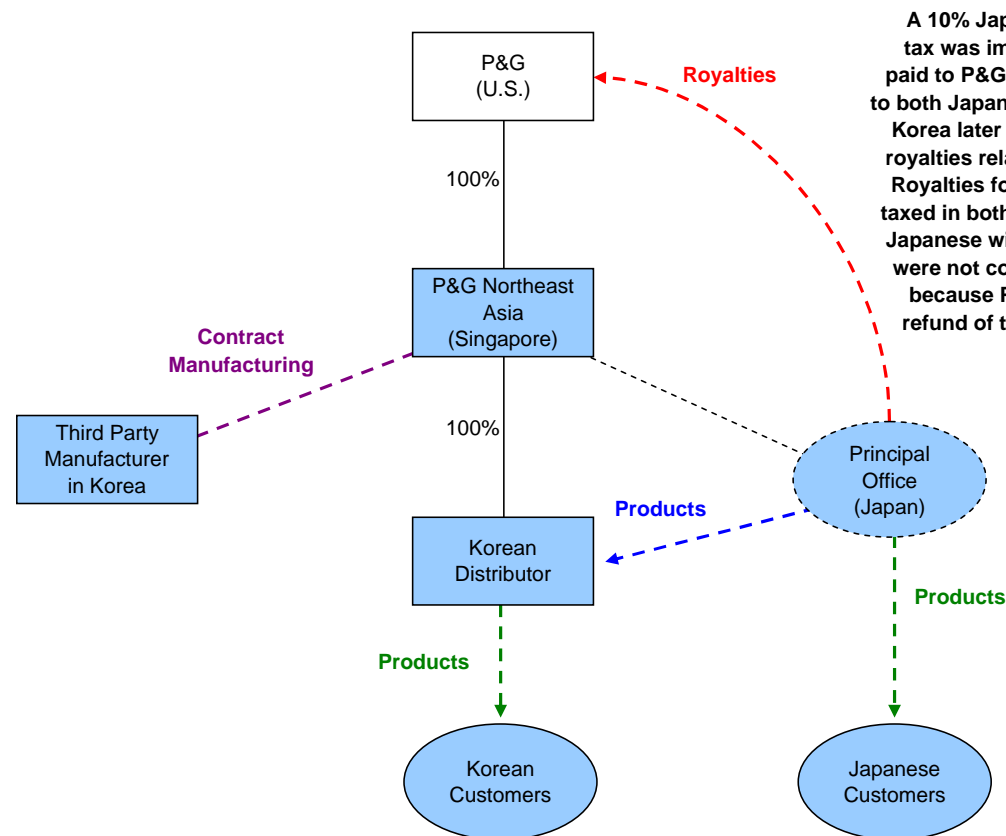 A 10% Jap
tax was im
paid to P&G
to both Japan
Korea later
royalties rela
Royalties fo
taxed in both
Japanese wi
were not co
because
refund of t
P&G
(U.S.)
Royalties
100%
P&G Northeast
Asia
(Singapore)
Contract
Manufacturing
Third Party
Manufacturer
in Korea
100%
Principal
Office
(Japan)
Products
Korean
Distributor
Products
Products
Korean
Customers
Japanese
Customers